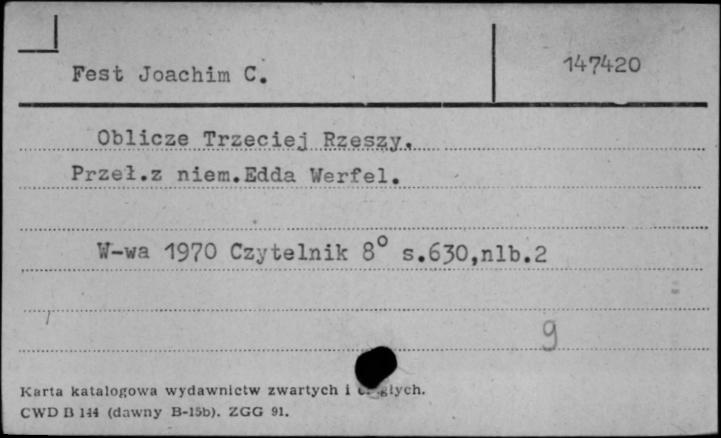 Fest Joachim C.
147420
Oblicze Trzeciej Rzeszy.
Przeł.z niem.Edda Werfel.
W-wa 1970 Czytelnik 8° s.630,nlb.2
g
Karta katalogowa wydawnictw zwartych i
CWD B 144 (dawny B-15b). ZGG 91.